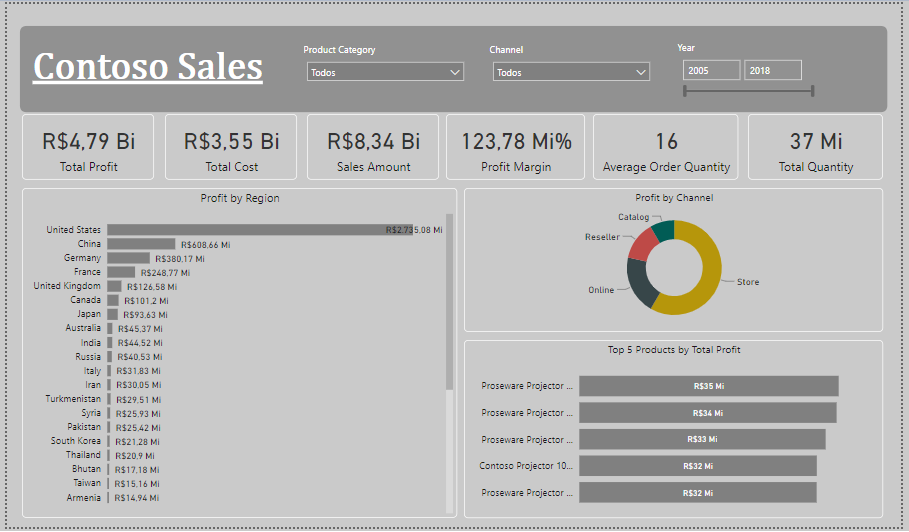 Contoso Sales
Product Category
Todos
Channel
Todos
Year
2005
2018
R$4,79 Bi
Total Profit
R$3,55 Bi
Total Cost
R$8,34 Bi
Sales Amount
123,78 Mi%
Profit Margin
16
Average Order Quantity
37 Mi
Total Quantity
Profit by Region
United States R$2.735,08 Mi
China R$608,66 Mi
Germany R$380,17 Mi
France R$248,77 Mi
United Kingdom R$126,58 Mi
Canada R$101,2 Mi
Japan R$93,63 Mi
Australia R$45,37 Mi
India R$44,52 Mi
Russia R$40,53 Mi
Italy R$31,83 Mi
Iran R$30,05 Mi
Turkmenistan R$29,51 Mi
Syria R$25,93 Mi
Pakistan R$25,42 Mi
South Korea R$21,28 Mi
Thailand R$20,9 Mi
Bhutan R$17,18 Mi
Taiwan R$15,16 Mi
Armenia R$14,94 Mi
Profit by Channel
Catalog
Reseller
Online
Store
Top 5 Products by Total Profit
Proseware Projector ... R$35 Mi
Proseware Projector ... R$34 Mi
Proseware Projector ... R$33 Mi
Contoso Projector 10... R$32 Mi
Proseware Projector ... R$32 Mi